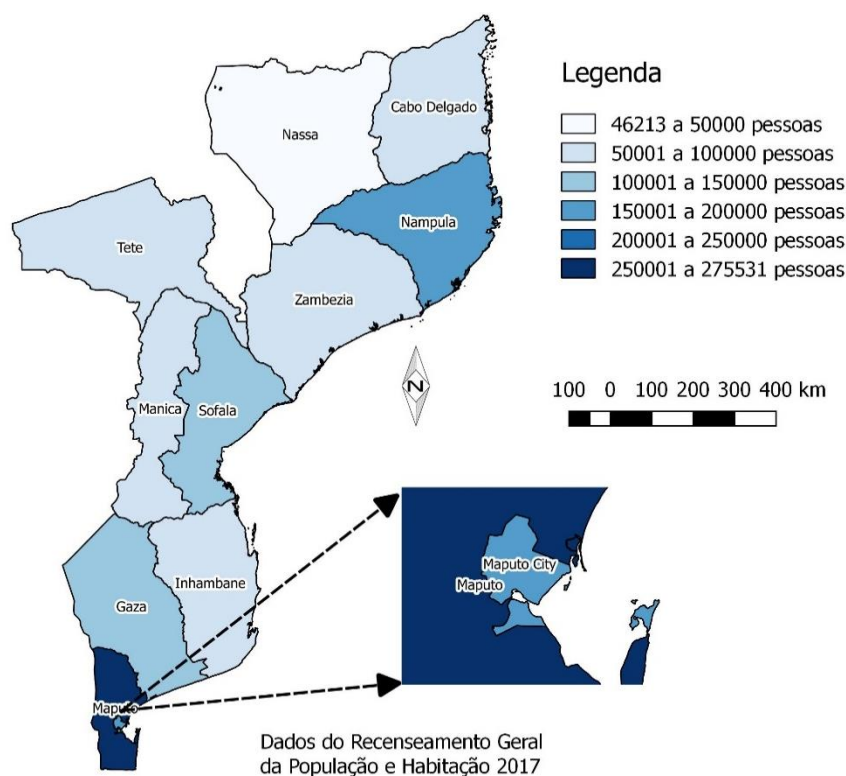 Legenda
46213 a 50000 pessoas
50001 a 100000 pessoas
100001 a 150000 pessoas
150001 a 200000 pessoas
200001 a 250000 pessoas
250001 a 275531 pessoas
Cabo Delgado
Nassa
Nampula
Tete
Zambezia
Manica
Sofala
N
100 0 100 200 300 400 km
Inhambane
Gaza
Maputo
Maputo City
Maputo
Dados do Recenseamento Geral
da População e Habitação 2017